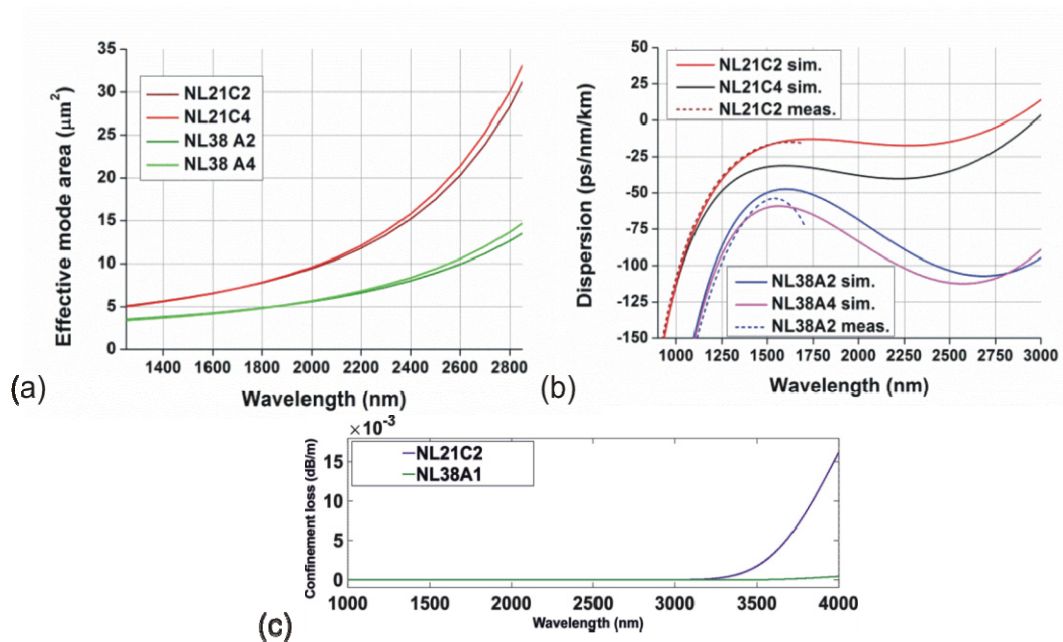 35
30
25
20
15
10
5
0
Effective mode area (μm²)
NL21C2
NL21C4
NL38 A2
NL38 A4
1400 1600 1800 2000 2200 2400 2600 2800
Wavelength (nm)
(a)
50
25
0
-25
-50
-75
-100
-125
-150
Dispersion (ps/nm/km)
NL21C2 sim.
NL21C4 sim.
NL21C2 meas.
NL38A2 sim.
NL38A4 sim.
NL38A2 meas.
1000 1250 1500 1750 2000 2250 2500 2750 3000
Wavelength (nm)
(b)
×10⁻³
15
10
5
0
Confinement loss (dB/m)
NL21C2
NL38A1
1000 1500 2000 2500 3000 3500 4000
Wavelength (nm)
(c)